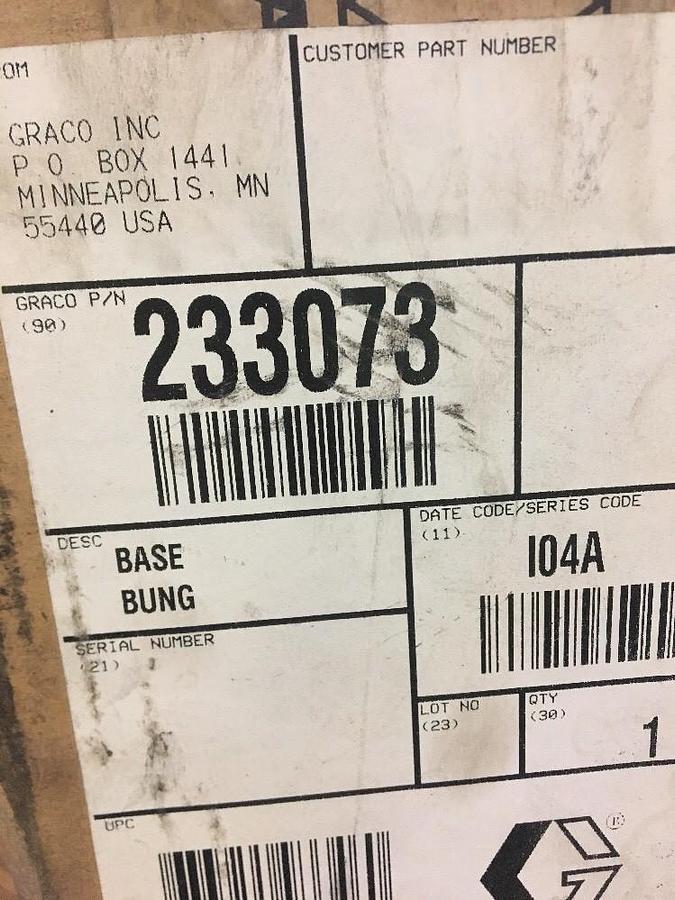 OM
CUSTOMER PART NUMBER
GRACO INC
P.O. BOX 1441
MINNEAPOLIS, MN
55440 USA
GRACO P/N
(90)
233073
DESC
BASE
BUNG
DATE CODE/SERIES CODE
(11)
I04A
SERIAL NUMBER
(21)
LOT NO
(23)
QTY
(30)
1
UPC
G
®